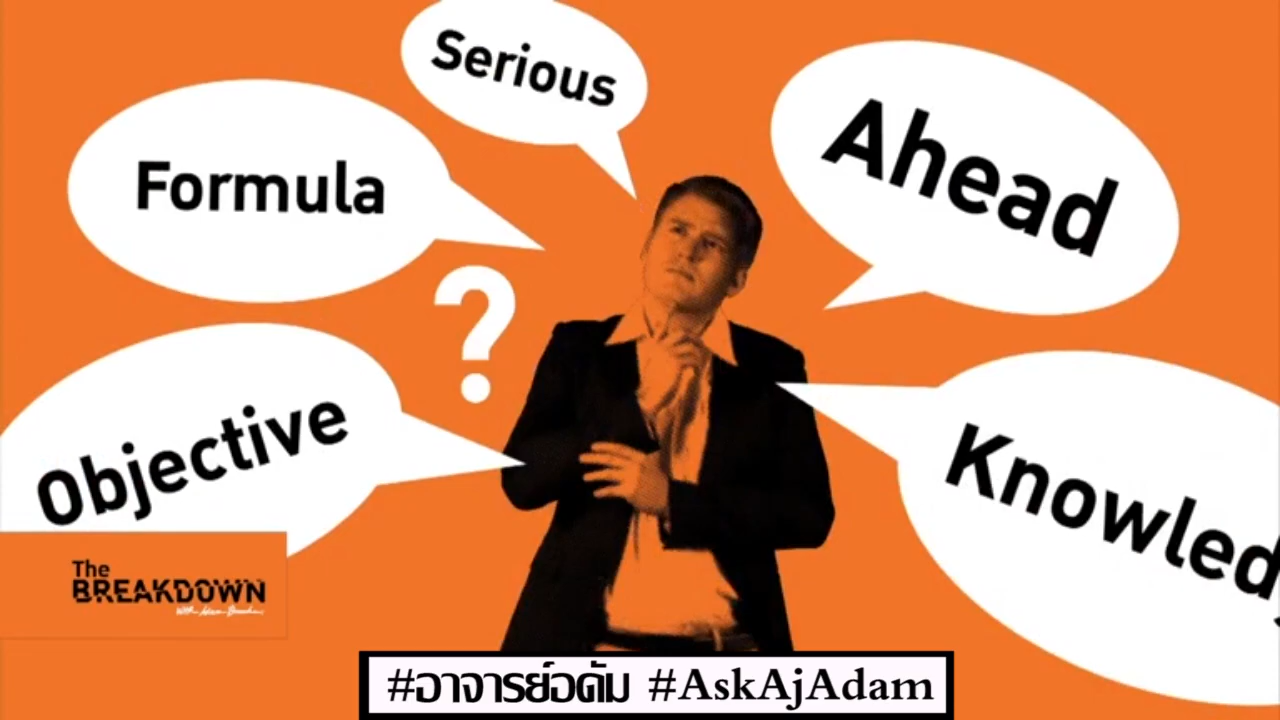 Serious
Formula
Ahead
?
Objective
Knowled
The
BREAKDOWN
#อาจารย์อดัม #AskAjAdam